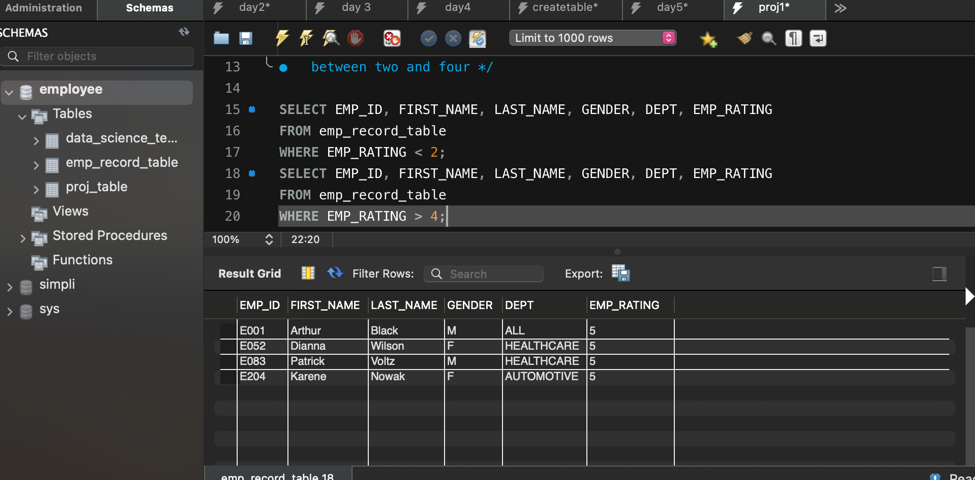 Administration Schemas day2* day 3 day4 createtable* day5* proj1*
SCHEMAS
Filter objects
employee
Tables
data_science_te...
emp_record_table
proj_table
Views
Stored Procedures
Functions
simpli
sys
Limit to 1000 rows
13 between two and four */
14
15 SELECT EMP_ID, FIRST_NAME, LAST_NAME, GENDER, DEPT, EMP_RATING
16 FROM emp_record_table
17 WHERE EMP_RATING < 2;
18 SELECT EMP_ID, FIRST_NAME, LAST_NAME, GENDER, DEPT, EMP_RATING
19 FROM emp_record_table
20 WHERE EMP_RATING > 4;
100% 22:20
Result Grid Filter Rows: Search Export:
EMP_ID FIRST_NAME LAST_NAME GENDER DEPT EMP_RATING
E001 Arthur Black M ALL 5
E052 Dianna Wilson F HEALTHCARE 5
E083 Patrick Voltz M HEALTHCARE 5
E204 Karene Nowak F AUTOMOTIVE 5
emp_record_table 18